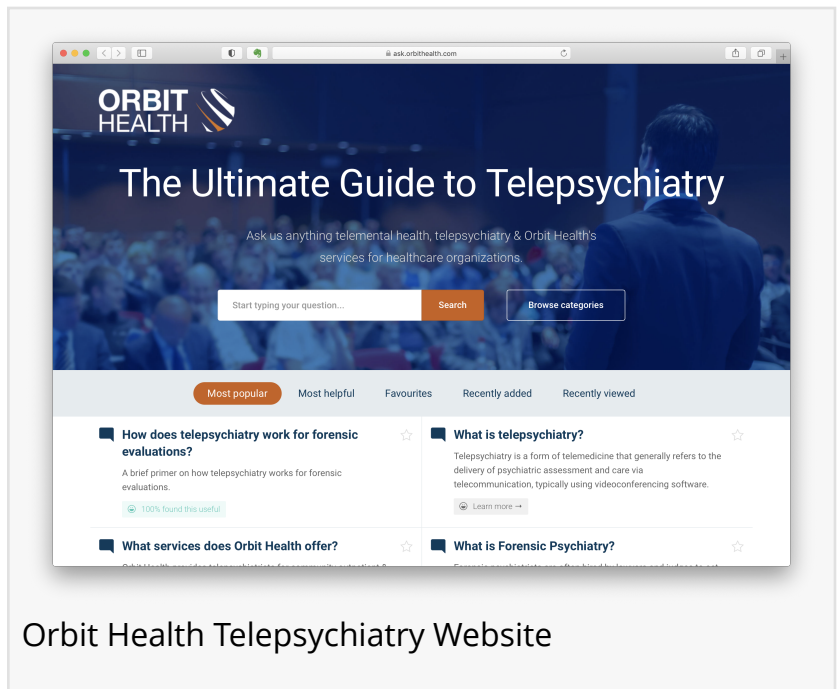 ask.orbithealth.com
ORBIT
HEALTH
The Ultimate Guide to Telepsychiatry
Ask us anything telemental health, telepsychiatry & Orbit Health's
services for healthcare organizations.
Start typing your question...
Search
Browse categories
Most popular
Most helpful
Favourites
Recently added
Recently viewed
How does telepsychiatry work for forensic
evaluations?
A brief primer on how telepsychiatry works for forensic
evaluations.
100% found this useful
What is telepsychiatry?
Telepsychiatry is a form of telemedicine that generally refers to the
delivery of psychiatric assessment and care via
telecommunication, typically using videoconferencing software.
Learn more →
What services does Orbit Health offer?
What is Forensic Psychiatry?
Orbit Health Telepsychiatry Website